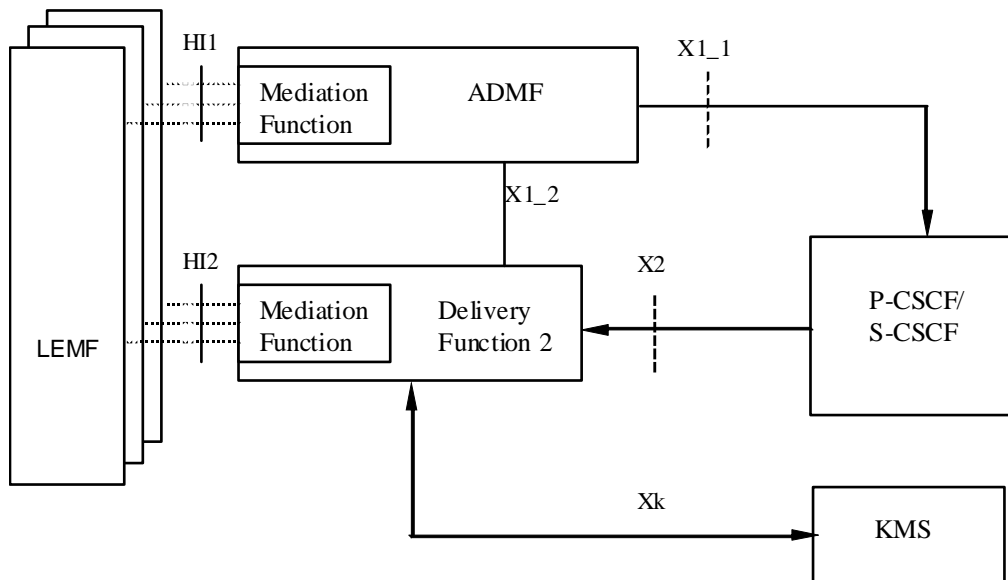 HI1
X1_1
Mediation
Function
ADMF
X1_2
HI2
X2
Mediation
Function
Delivery
Function 2
P-CSCF/
S-CSCF
LEMF
Xk
KMS